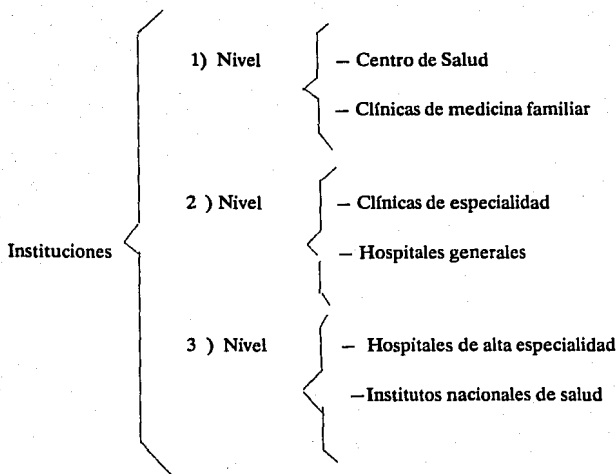 1) Nivel
– Centro de Salud
– Clínicas de medicina familiar
2 ) Nivel
– Clínicas de especialidad
Instituciones
– Hospitales generales
3 ) Nivel
– Hospitales de alta especialidad
– Institutos nacionales de salud